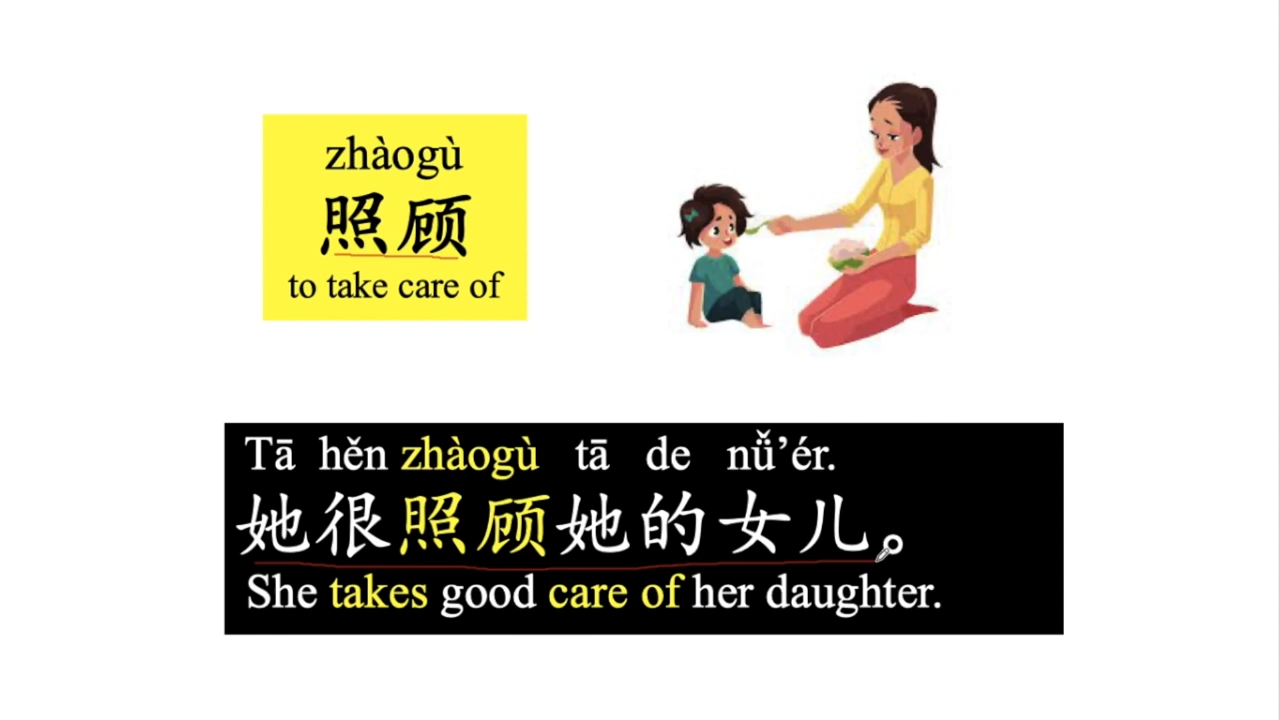 zhàogù
照顾
to take care of
Tā hěn zhàogù tā de nǚ’ér.
她很照顾她的女儿。
She takes good care of her daughter.